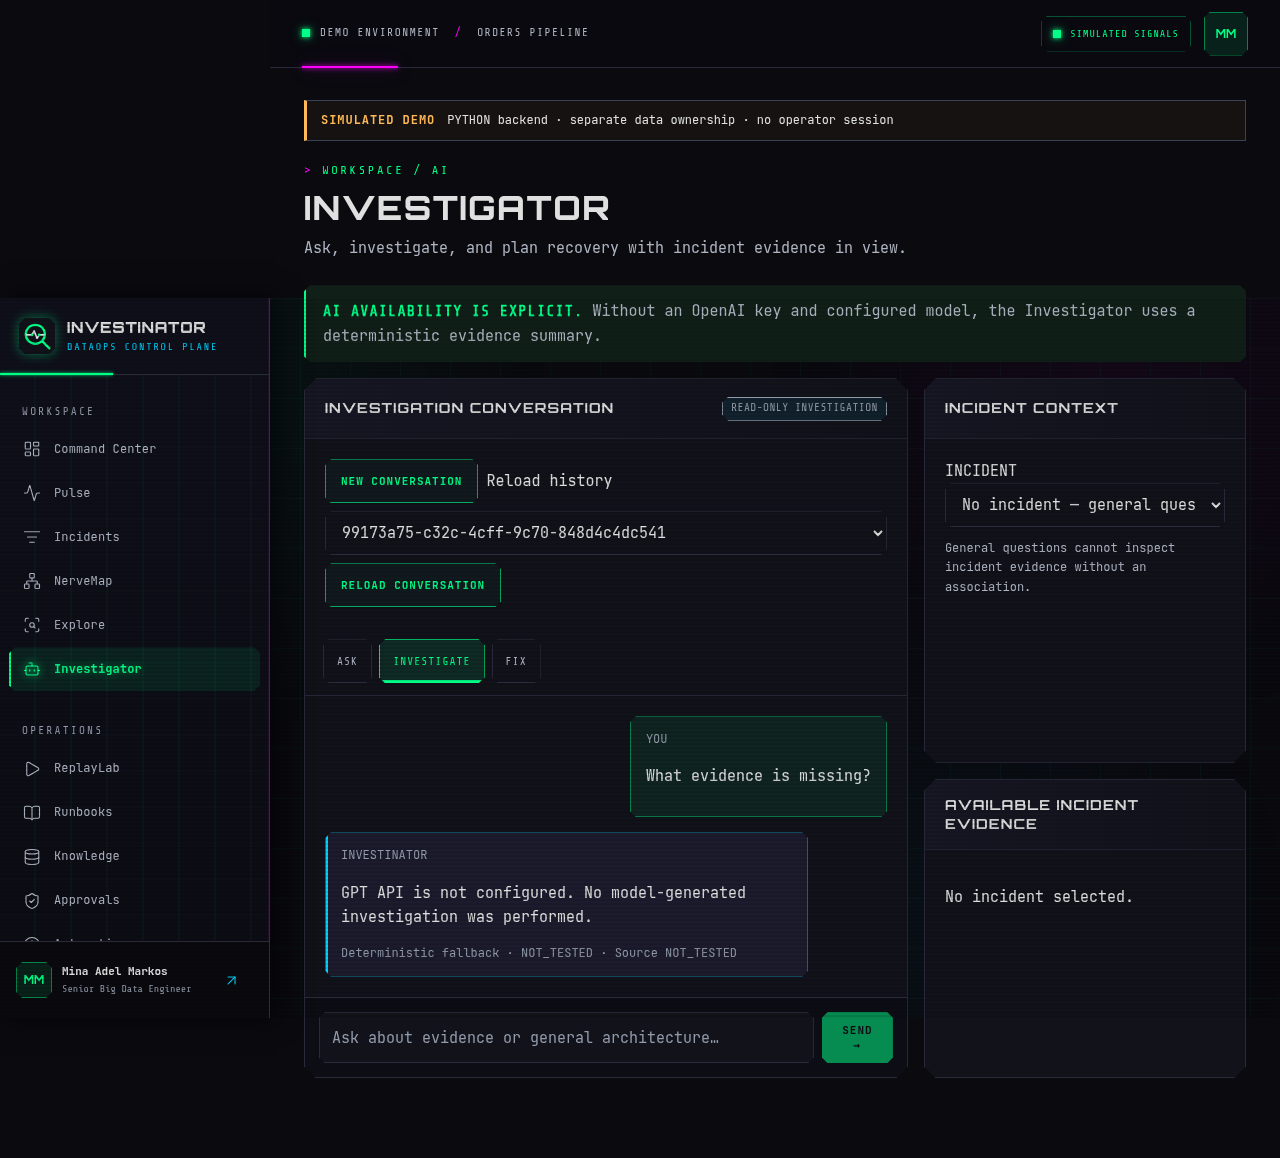 DEMO ENVIRONMENT / ORDERS PIPELINE
SIMULATED SIGNALS
MM
SIMULATED DEMO PYTHON backend · separate data ownership · no operator session
> WORKSPACE / AI
INVESTIGATOR
Ask, investigate, and plan recovery with incident evidence in view.
AI AVAILABILITY IS EXPLICIT. Without an OpenAI key and configured model, the Investigator uses a
deterministic evidence summary.
INVESTINATOR
DATAOPS CONTROL PLANE
WORKSPACE
Command Center
Pulse
Incidents
NerveMap
Explore
Investigator
OPERATIONS
ReplayLab
Runbooks
Knowledge
Approvals
MM
Mina Adel Markos
Senior Big Data Engineer
INVESTIGATION CONVERSATION
READ-ONLY INVESTIGATION
NEW CONVERSATION
Reload history
99173a75-c32c-4cff-9c70-848d4c4dc541
RELOAD CONVERSATION
ASK
INVESTIGATE
FIX
YOU
What evidence is missing?
INVESTINATOR
GPT API is not configured. No model-generated
investigation was performed.
Deterministic fallback · NOT_TESTED · Source NOT_TESTED
Ask about evidence or general architecture…
SEND
→
INCIDENT CONTEXT
INCIDENT
No incident — general ques
General questions cannot inspect
incident evidence without an
association.
AVAILABLE INCIDENT
EVIDENCE
No incident selected.